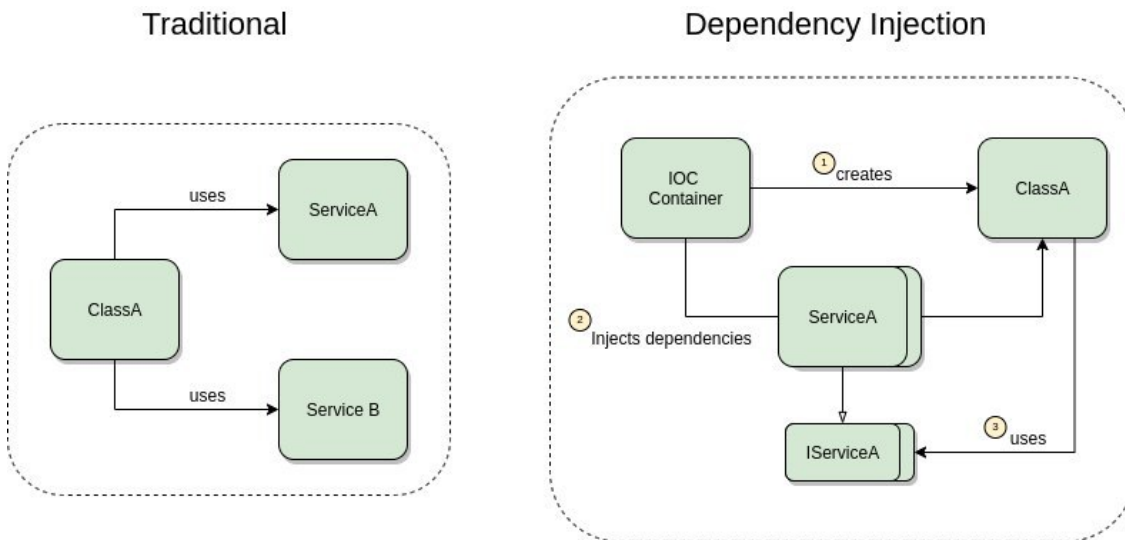 Traditional
Dependency Injection
uses
ServiceA
ClassA
uses
Service B
IOC
Container
1
creates
ClassA
2
Injects dependencies
ServiceA
IServiceA
3
uses